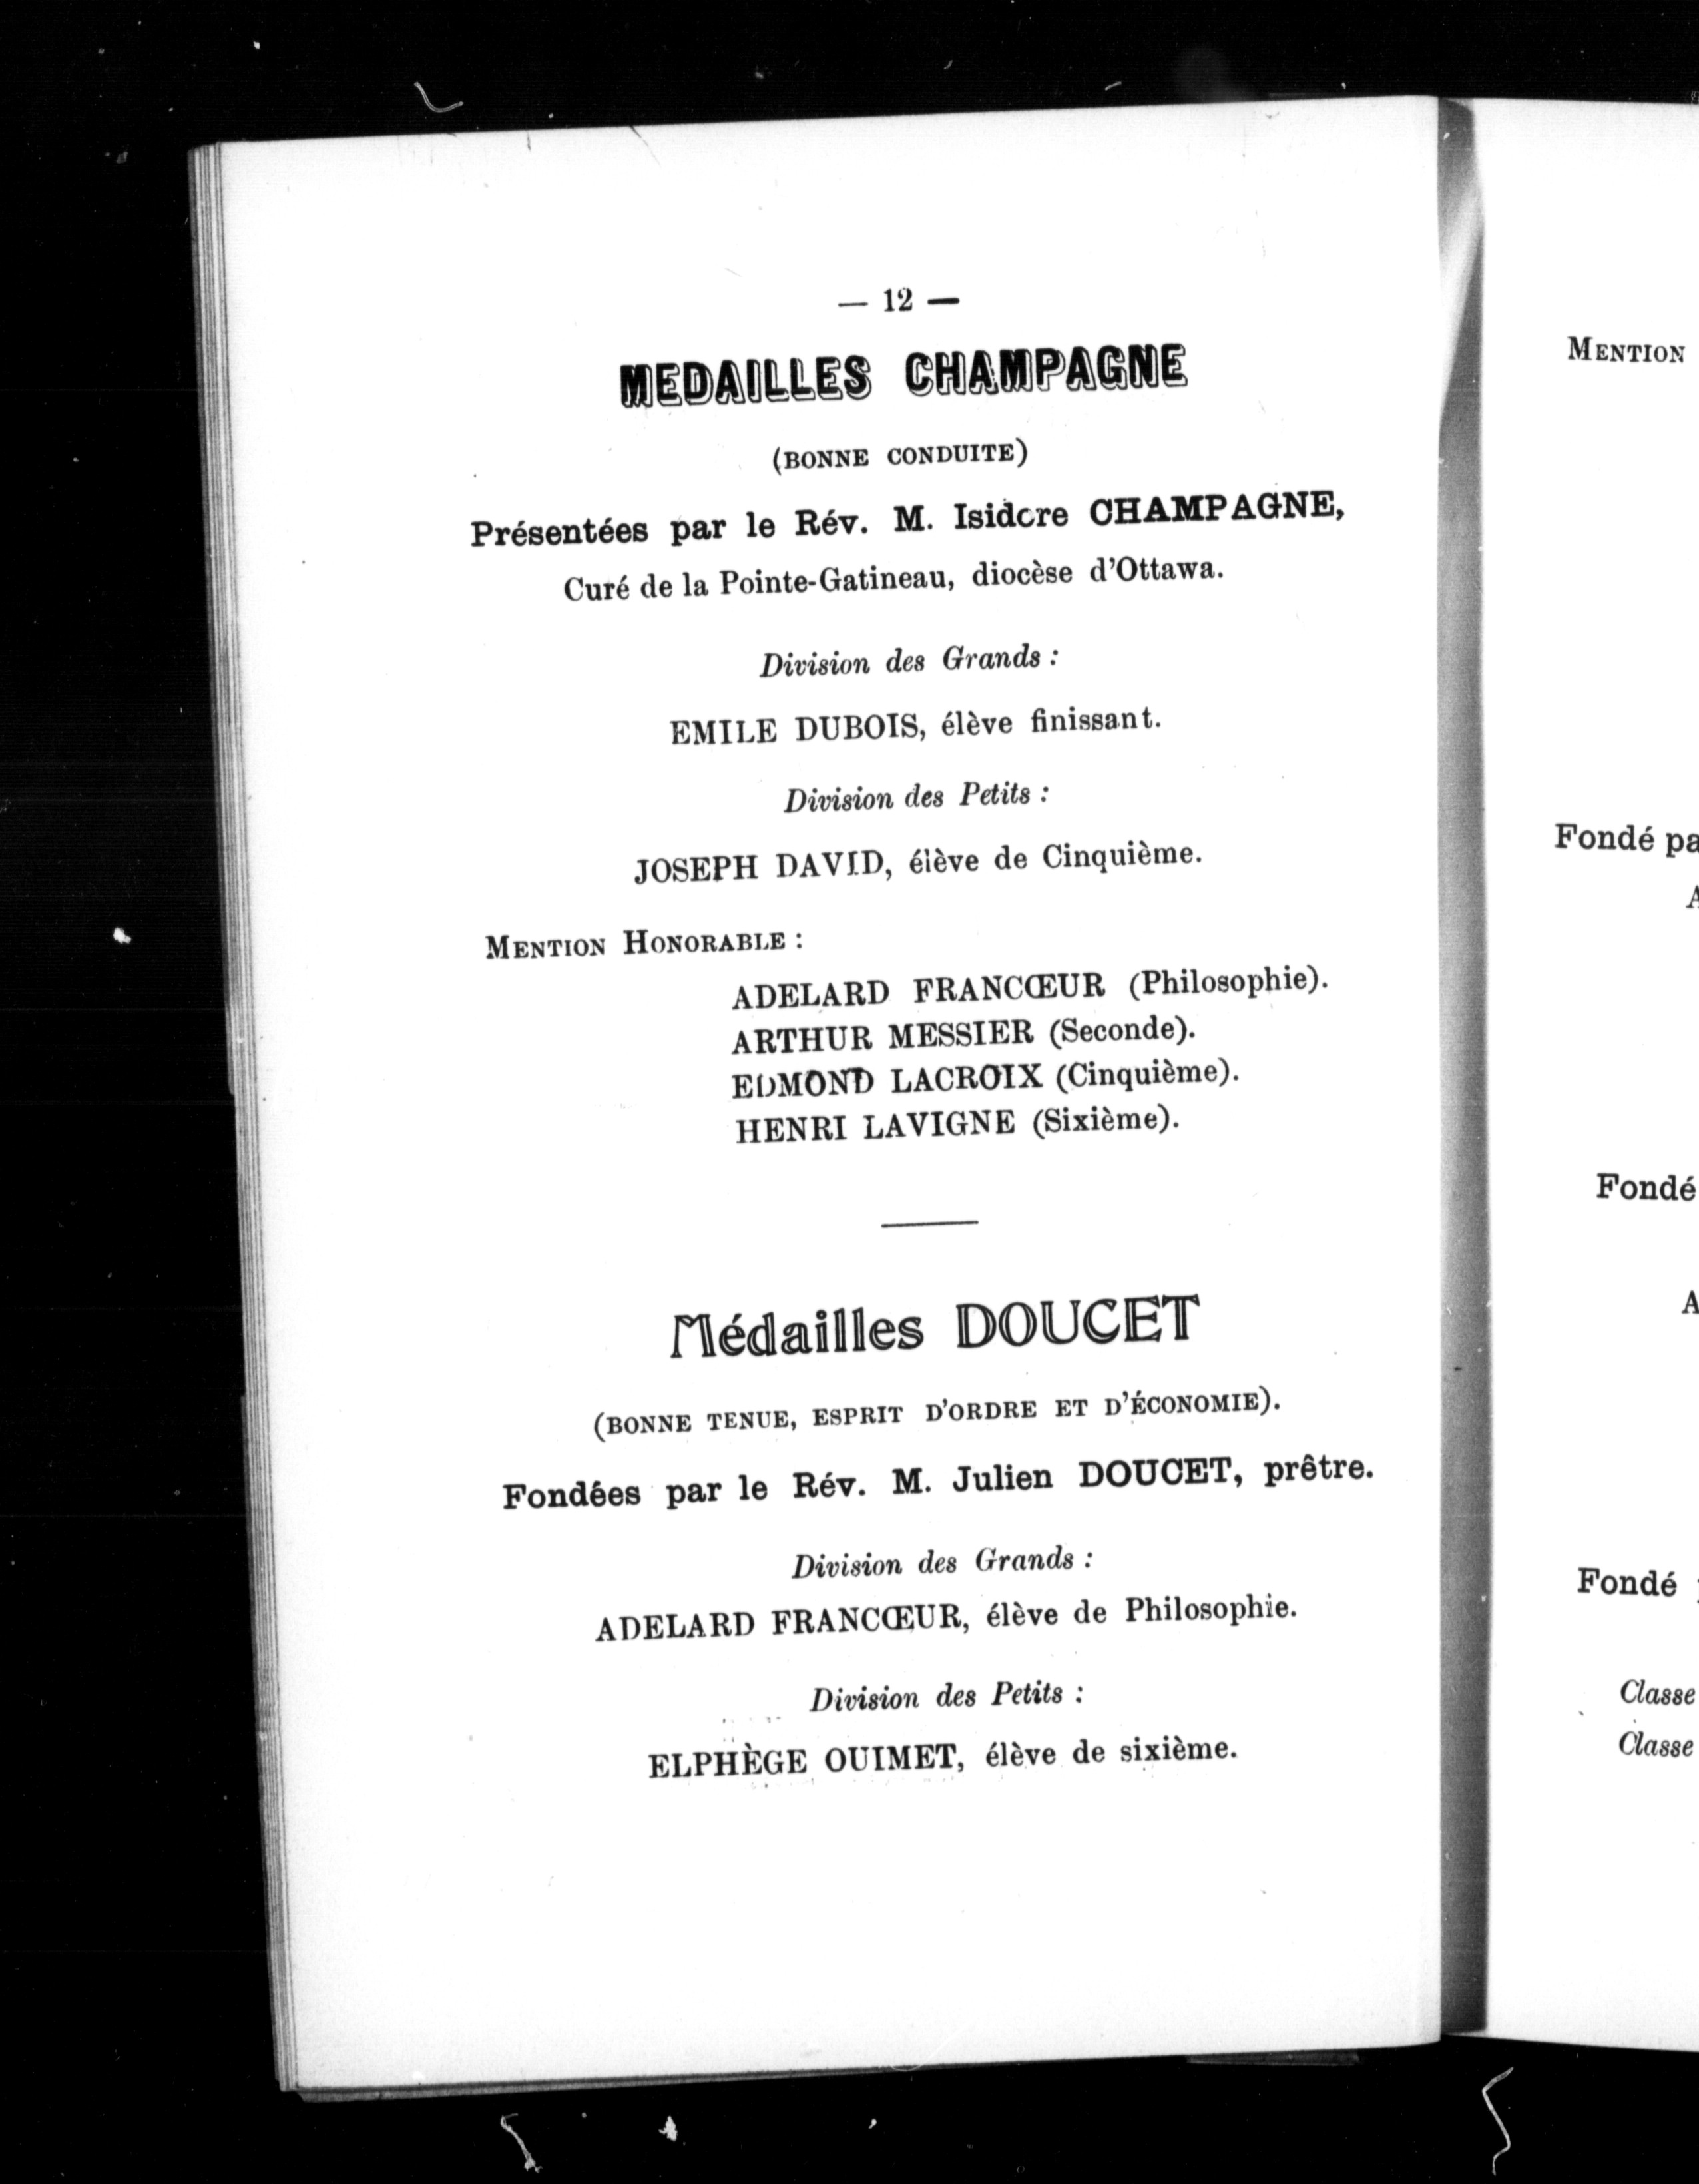 — 12 —
MEDAILLES CHAMPAGNE
(BONNE CONDUITE)
Présentées par le Rév. M. Isidore CHAMPAGNE,
Curé de la Pointe-Gatineau, diocèse d'Ottawa.
Division des Grands :
EMILE DUBOIS, élève finissant.
Division des Petits :
JOSEPH DAVID, élève de Cinquième.
MENTION HONORABLE :
ADELARD FRANCŒUR (Philosophie).
ARTHUR MESSIER (Seconde).
EDMOND LACROIX (Cinquième).
HENRI LAVIGNE (Sixième).
Médailles DOUCET
(BONNE TENUE, ESPRIT D'ORDRE ET D'ÉCONOMIE).
Fondées par le Rév. M. Julien DOUCET, prêtre.
Division des Grands :
ADELARD FRANCŒUR, élève de Philosophie.
Division des Petits :
ELPHÈGE OUIMET, élève de sixième.
MENTION
Fondé pa
A
Fondé
A
Fondé
Classe
Classe